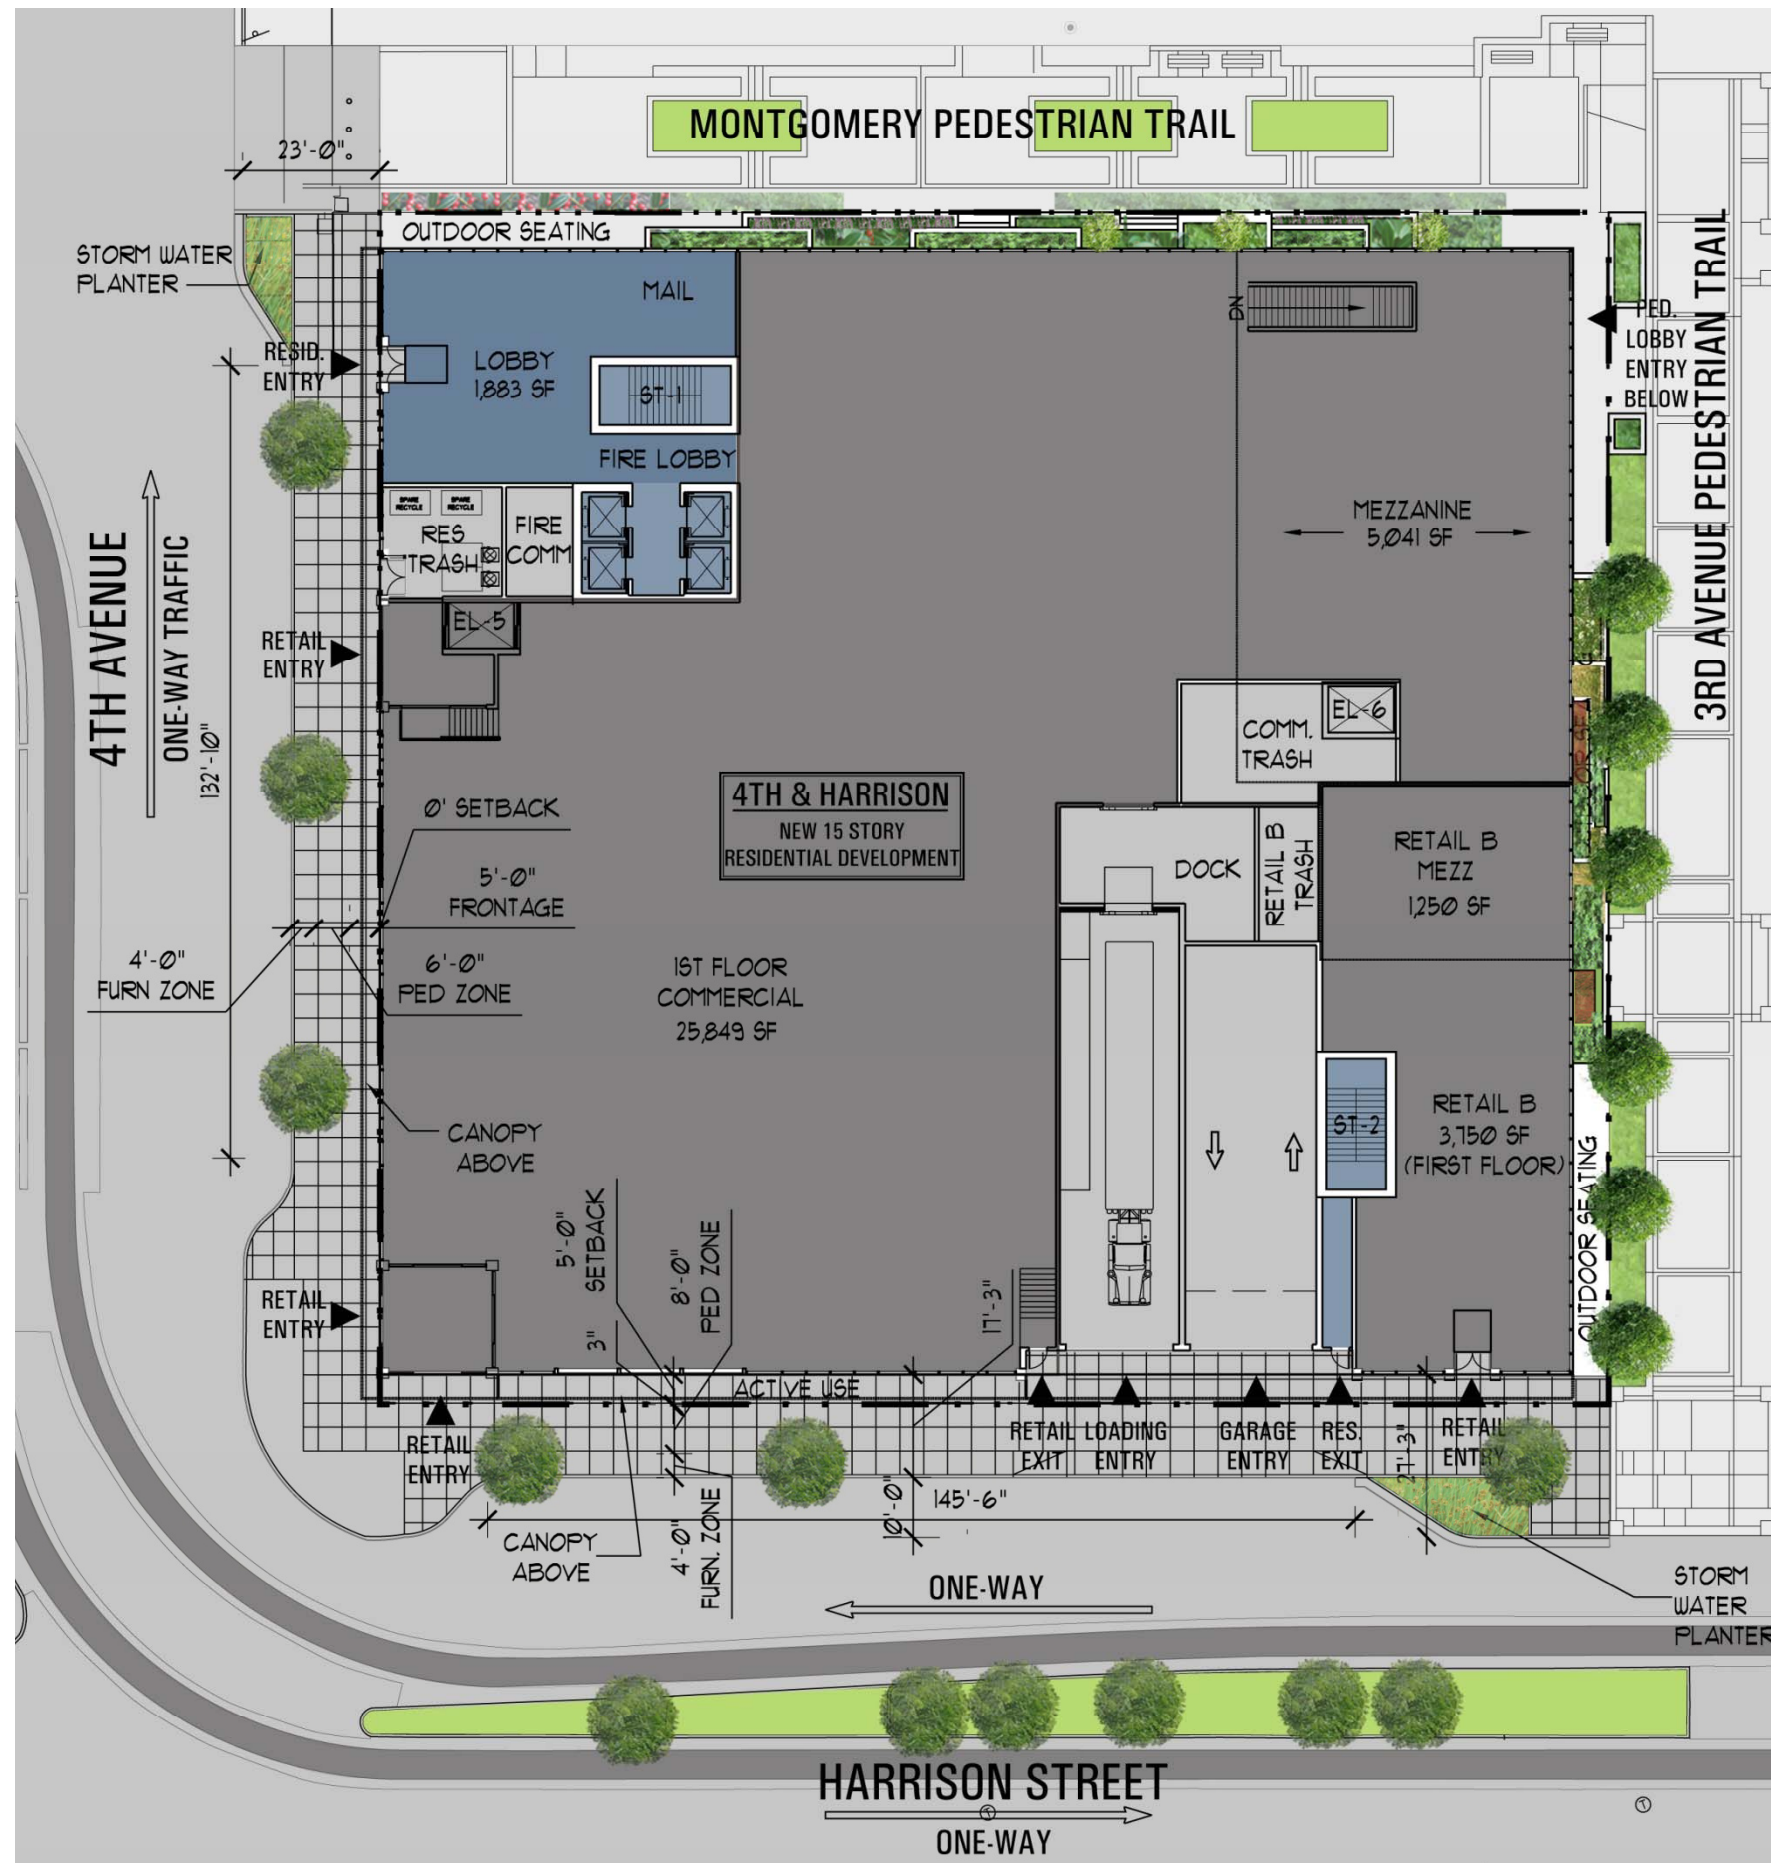 MONTGOMERY PEDESTRIAN TRAIL
23'-0"
OUTDOOR SEATING
STORM WATER
PLANTER
MAIL
DN
RESID.
ENTRY
LOBBY
1,883 SF
ST-1
FIRE LOBBY
PED.
LOBBY
ENTRY
BELOW
3RD AVENUE PEDESTRIAN TRAIL
SPARE
RECYCLE
SPARE
RECYCLE
RES
TRASH
FIRE
COMM
MEZZANINE
5,041 SF
4TH AVENUE
ONE-WAY TRAFFIC
132'-10"
EL-5
RETAIL
ENTRY
EL-6
COMM.
TRASH
4TH & HARRISON
NEW 15 STORY
RESIDENTIAL DEVELOPMENT
0' SETBACK
5'-0"
FRONTAGE
4'-0"
FURN ZONE
6'-0"
PED ZONE
DOCK
RETAIL B
TRASH
RETAIL B
MEZZ
1,250 SF
1ST FLOOR
COMMERCIAL
25,849 SF
CANOPY
ABOVE
ST-2
RETAIL B
3,750 SF
(FIRST FLOOR)
OUTDOOR SEATING
5'-0"
SETBACK
3"
8'-0"
PED ZONE
17'-3"
RETAIL
ENTRY
ACTIVE USE
RETAIL
ENTRY
RETAIL
EXIT
LOADING
ENTRY
GARAGE
ENTRY
RES.
EXIT
RETAIL
ENTRY
21'-3"
145'-6"
10'-0"
CANOPY
ABOVE
4'-0"
FURN. ZONE
ONE-WAY
STORM
WATER
PLANTER
HARRISON STREET
T
T
ONE-WAY